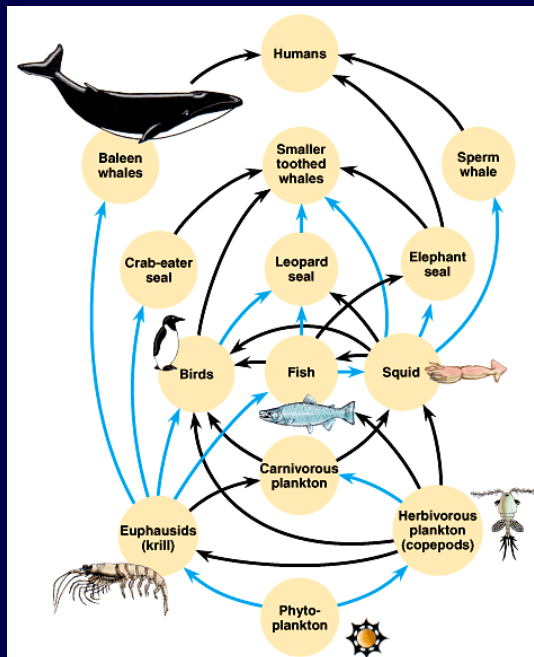 Humans
Baleen
whales
Smaller
toothed
whales
Sperm
whale
Crab-eater
seal
Leopard
seal
Elephant
seal
Birds
Fish
Squid
Carnivorous
plankton
Euphausids
(krill)
Herbivorous
plankton
(copepods)
Phyto-
plankton